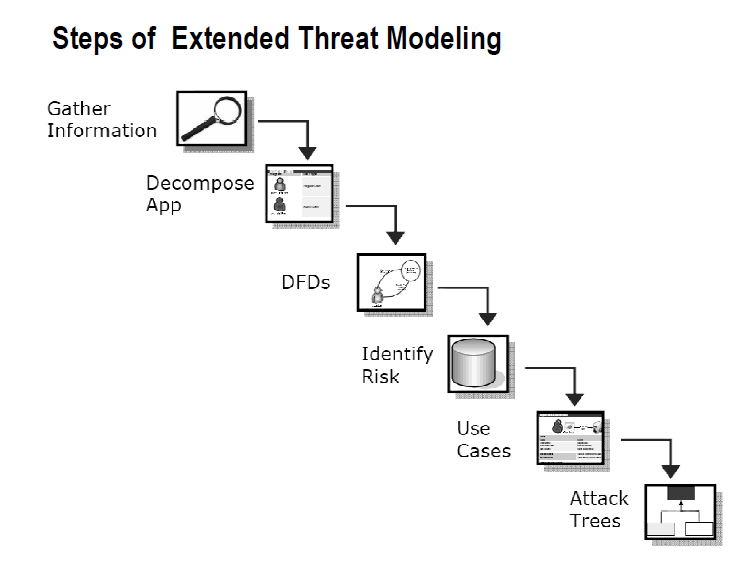 Steps of Extended Threat Modeling
Gather
Information
Decompose
App
DFDs
Identify
Risk
Use
Cases
Attack
Trees